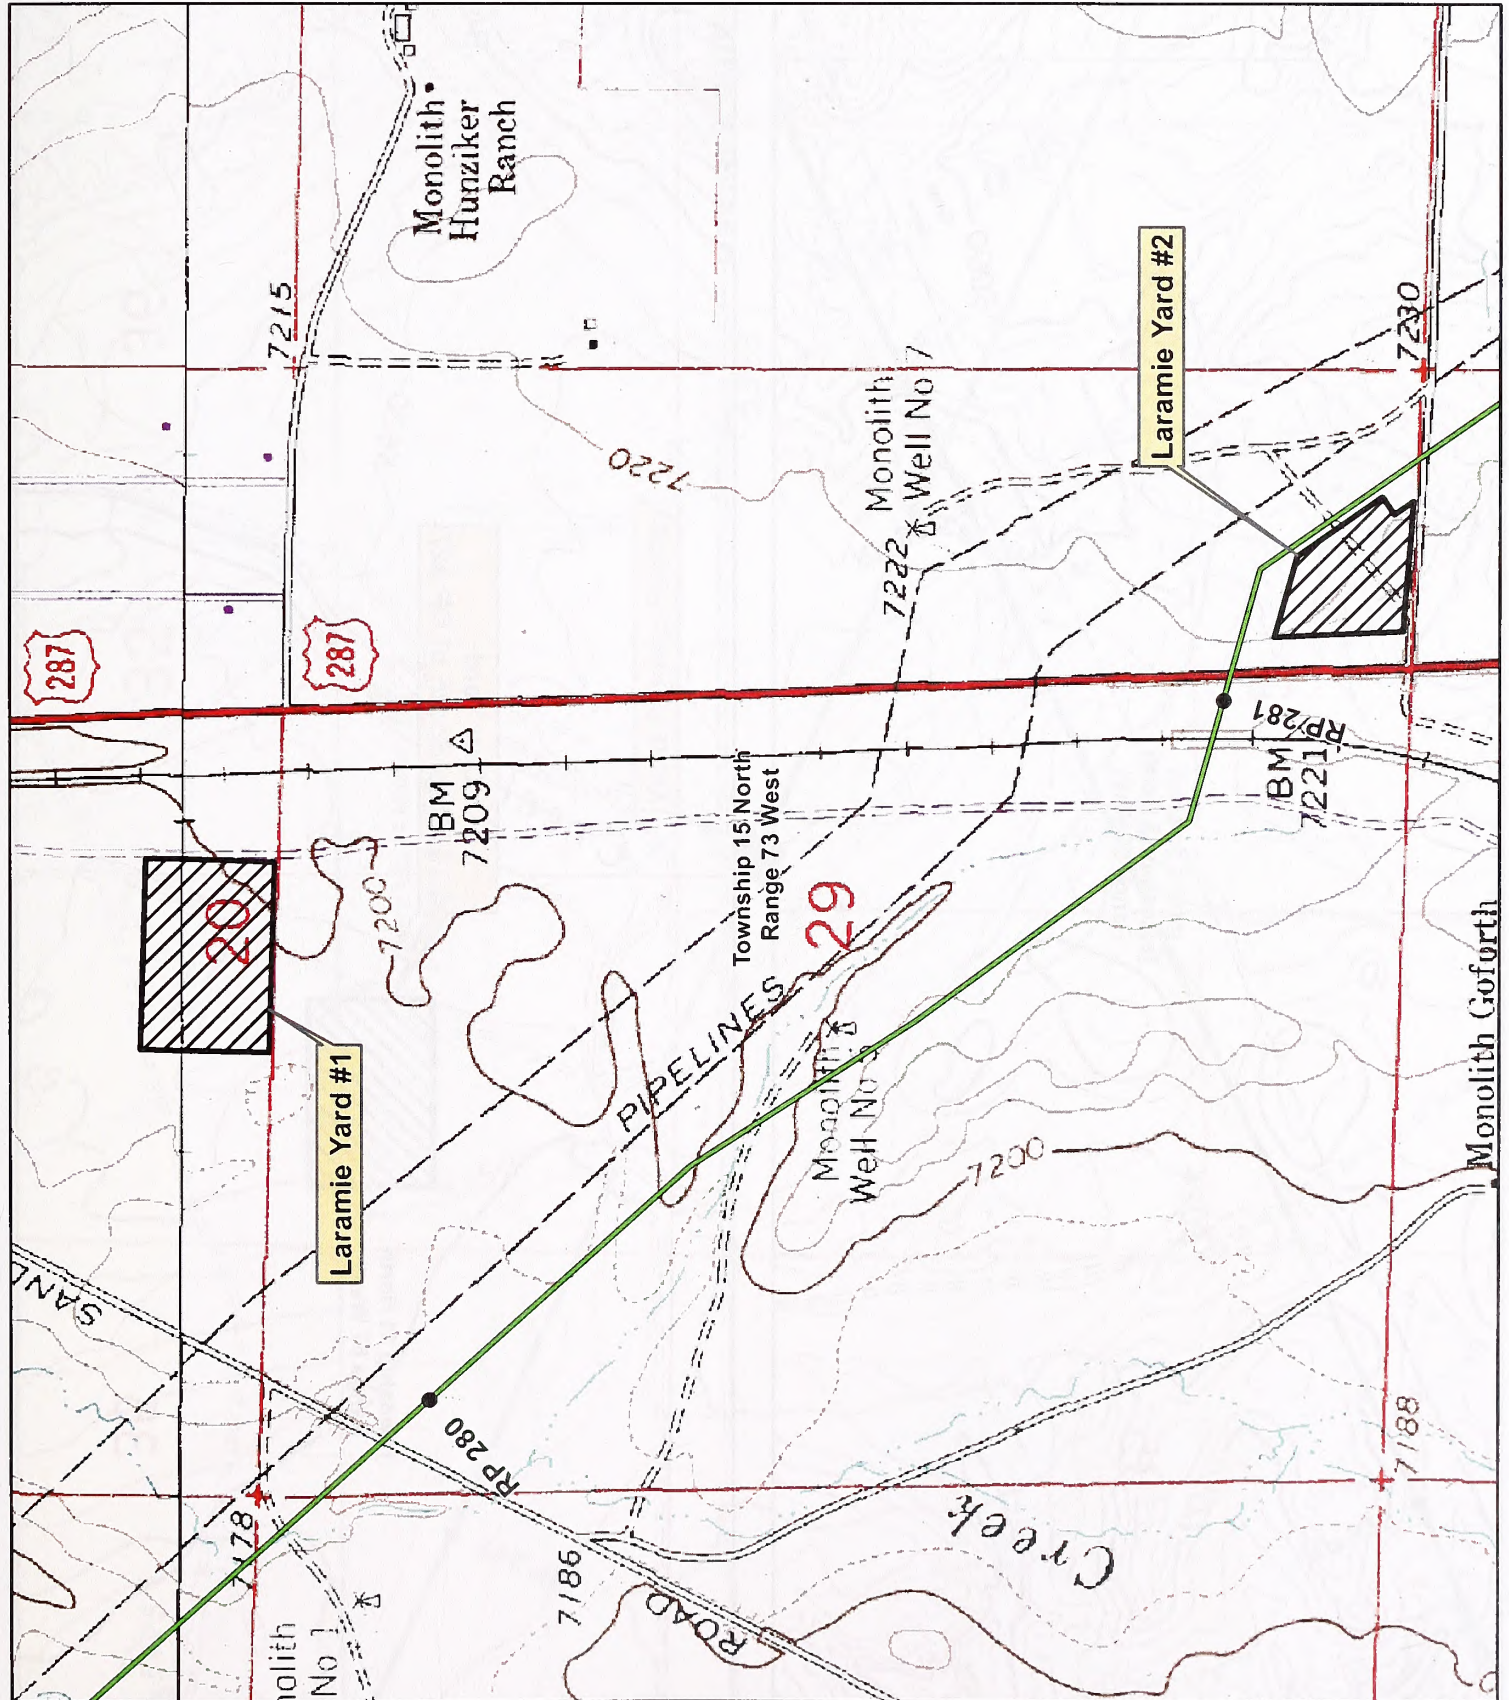 Monolith
Hunziker
Ranch
7215
287
287
7220
Monolith
Well No 7
7222
Laramie Yard #2
7230
RP 281
BM
7221
BM
7209
Township 15 North
Range 73 West
29
20
7200
PIPELINES
Laramie Yard #1
Monolith
Well No
7200
Monolith Gofurth
RP 280
7178
7186
ROAD
Creek
7188
No 1